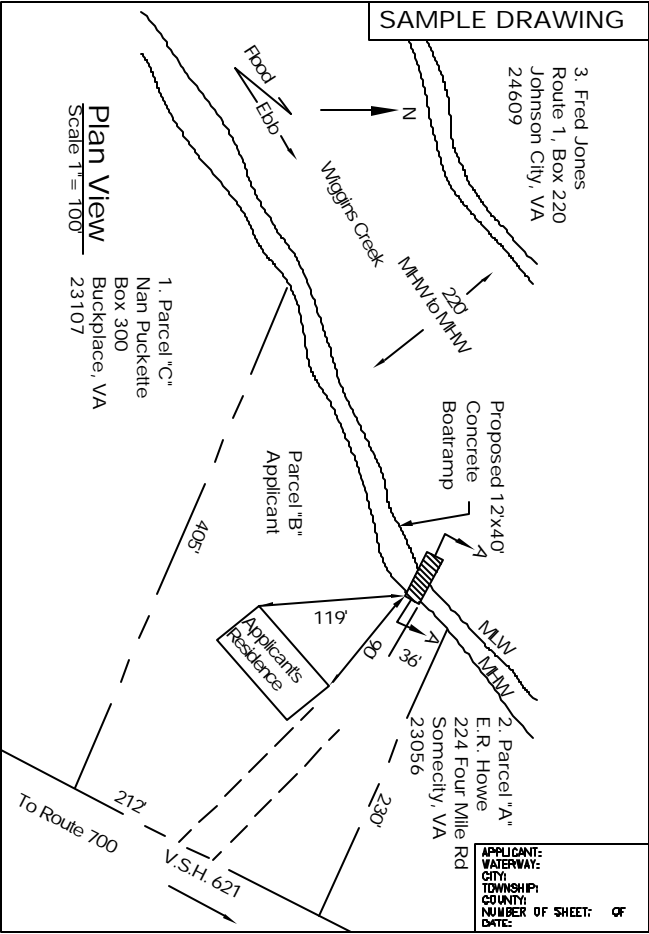 SAMPLE DRAWING
3. Fred Jones
Route 1, Box 220
Johnson City, VA
24609
N
Flood
Ebb
Wiggins Creek
220'
MHW to MHW
Plan View
Scale 1" = 100'
1. Parcel "C"
Nan Puckette
Box 300
Buckplace, VA
23107
Proposed 12'x40'
Concrete
Boatramp
A
A
MLW
MHW
Parcel "B"
Applicant
405'
119'
90'
36'
Applicant's
Residence
2. Parcel "A"
E.R. Howe
224 Four Mile Rd
Somecity, VA
23056
230'
212'
To Route 700
V.S.H. 621
APPLICANT:
WATERWAY:
CITY:
TOWNSHIP:
COUNTY:
NUMBER OF SHEET: OF
DATE: